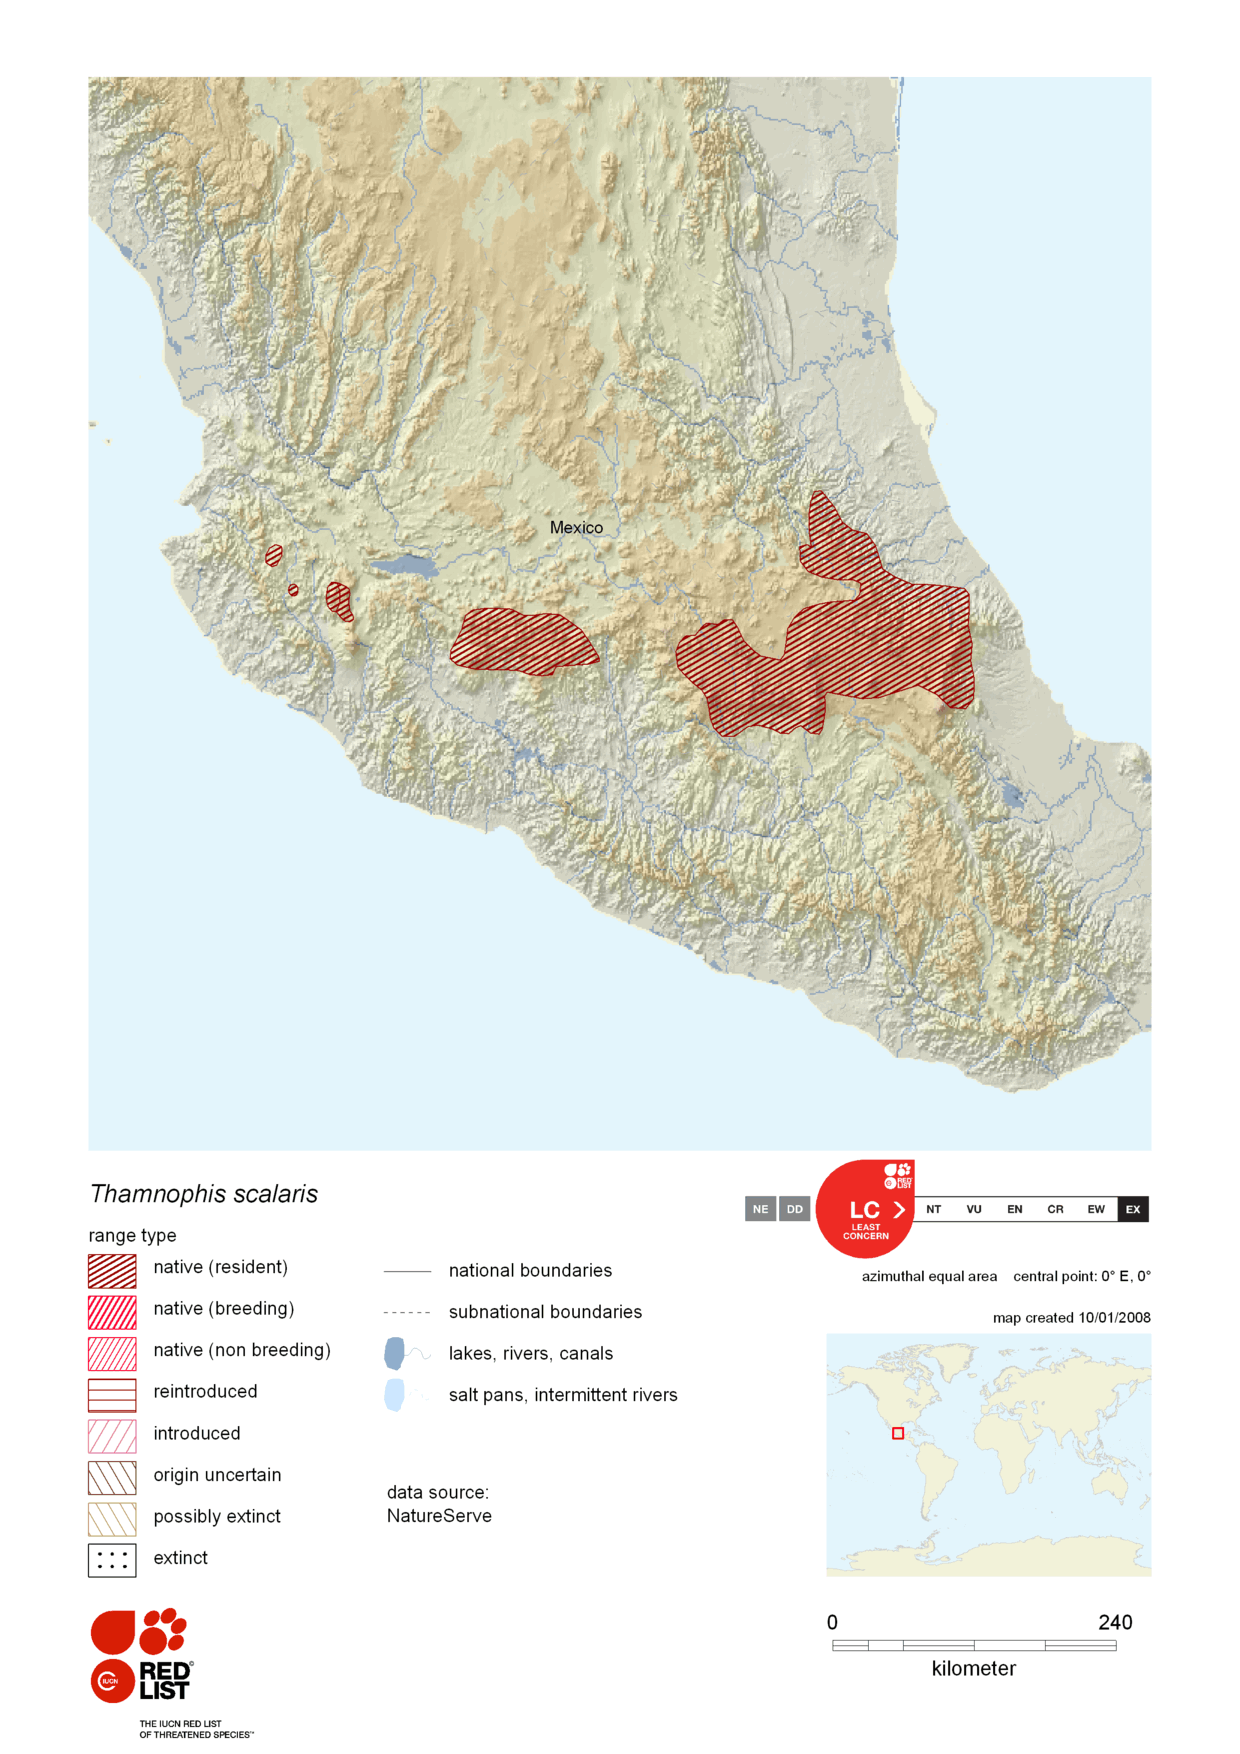 Mexico
Thamnophis scalaris
range type
native (resident)
native (breeding)
native (non breeding)
reintroduced
introduced
origin uncertain
possibly extinct
extinct
national boundaries
subnational boundaries
lakes, rivers, canals
salt pans, intermittent rivers
data source:
NatureServe
NE DD LC NT VU EN CR EW EX
LEAST
CONCERN
RED
LIST
azimuthal equal area central point: 0° E, 0°
map created 10/01/2008
0 240
kilometer
IUCN
RED
LIST
©
THE IUCN RED LIST
OF THREATENED SPECIES™